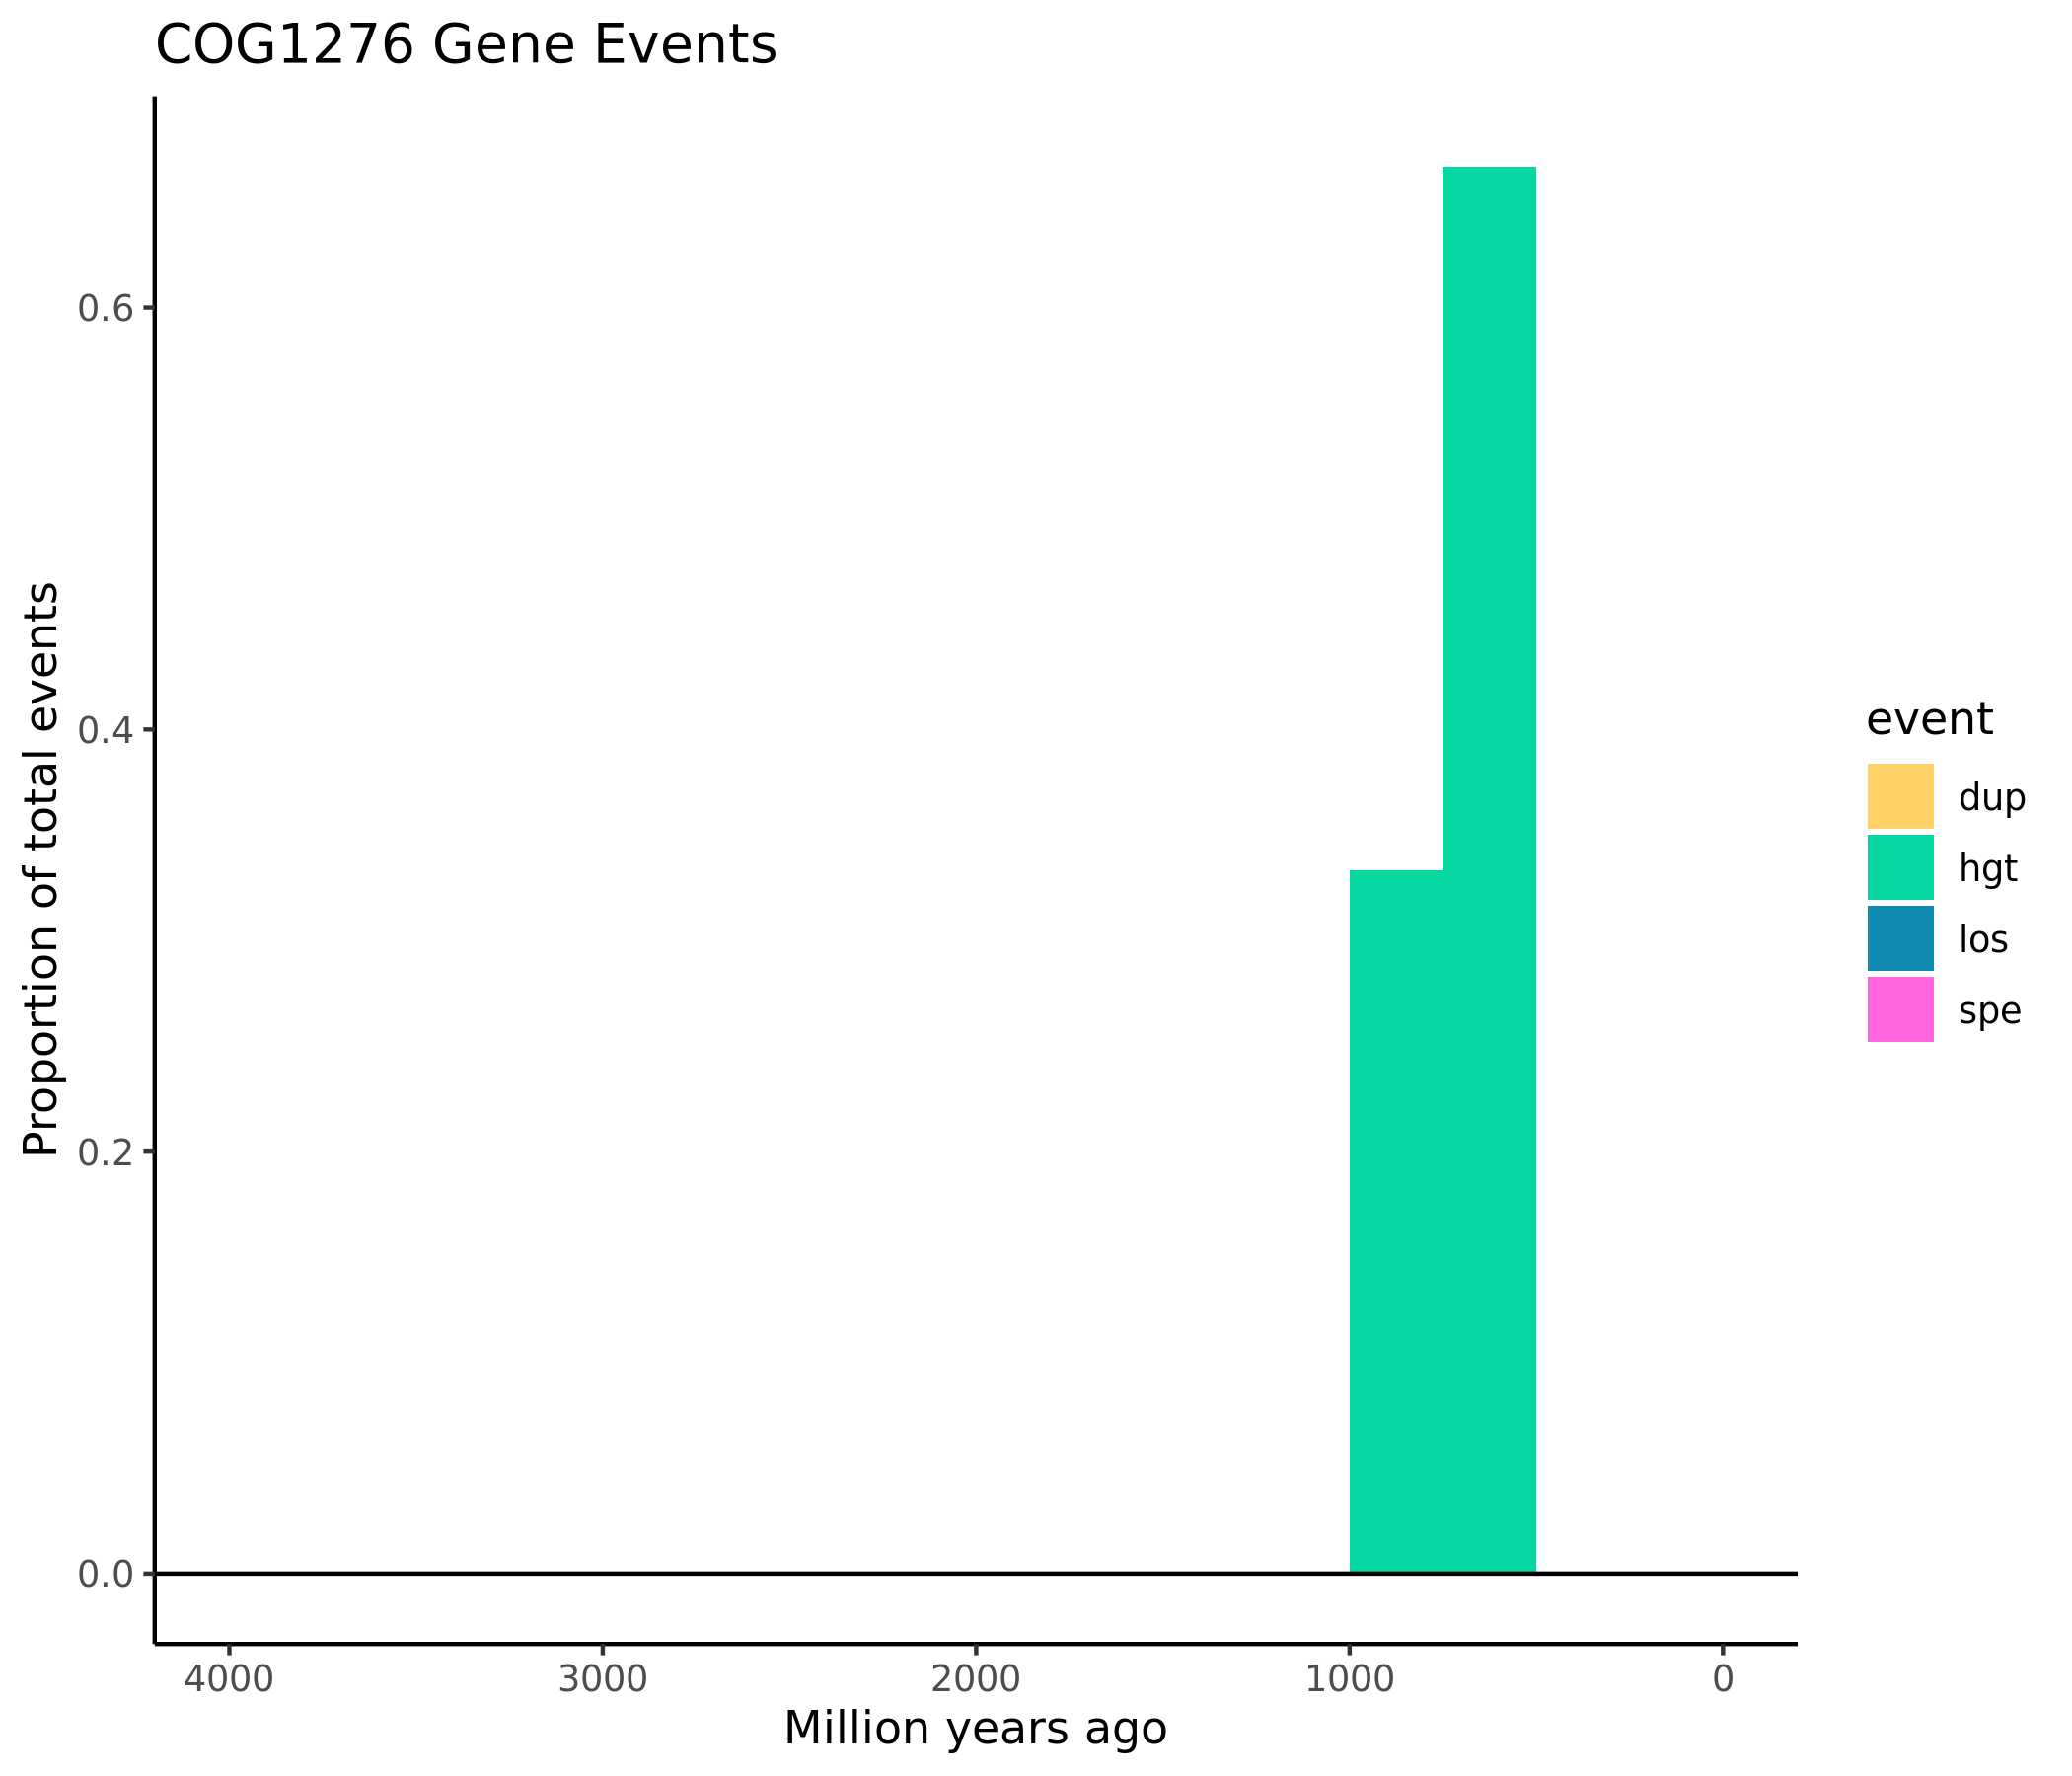 COG1276 Gene Events
Proportion of total events
0.6
0.4
0.2
0.0
4000
3000
2000
1000
0
Million years ago
event
dup
hgt
los
spe